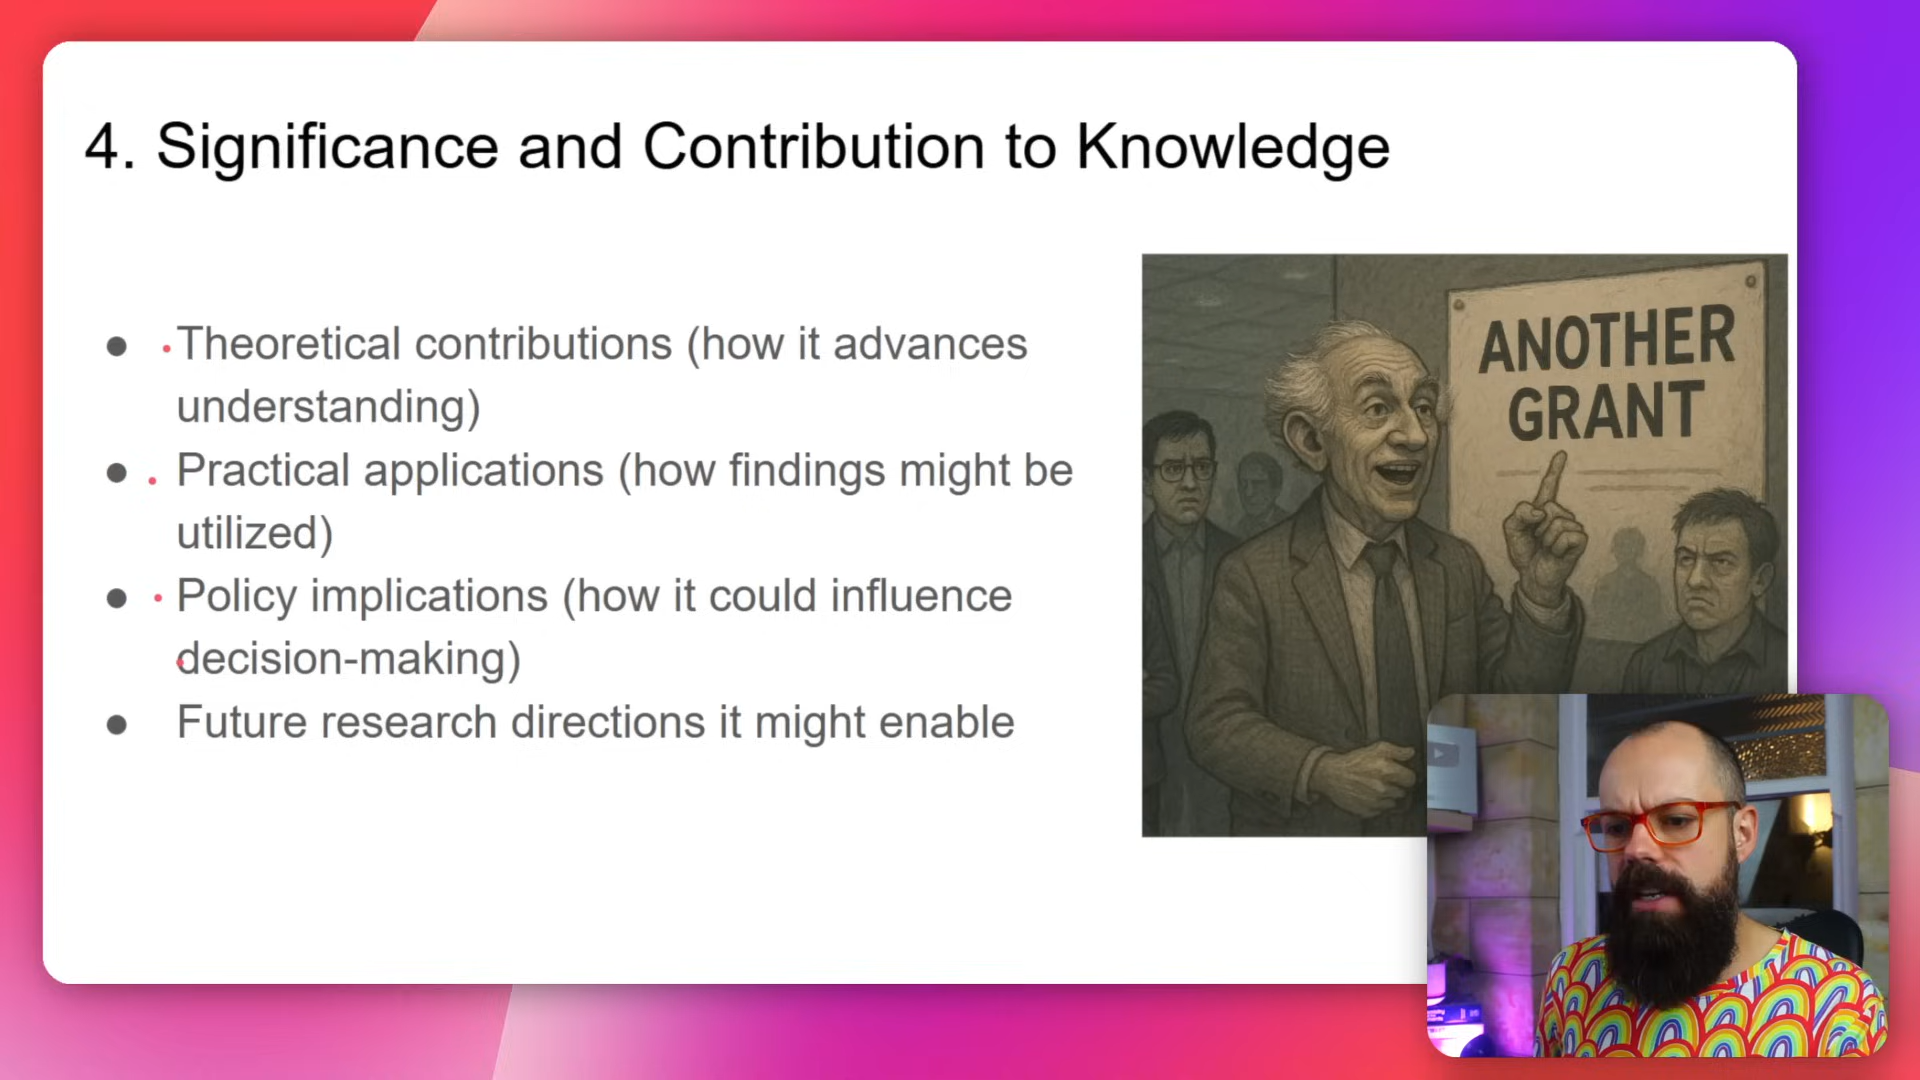 4. Significance and Contribution to Knowledge
Theoretical contributions (how it advances
understanding)
Practical applications (how findings might be
utilized)
Policy implications (how it could influence
decision-making)
Future research directions it might enable
ANOTHER
GRANT